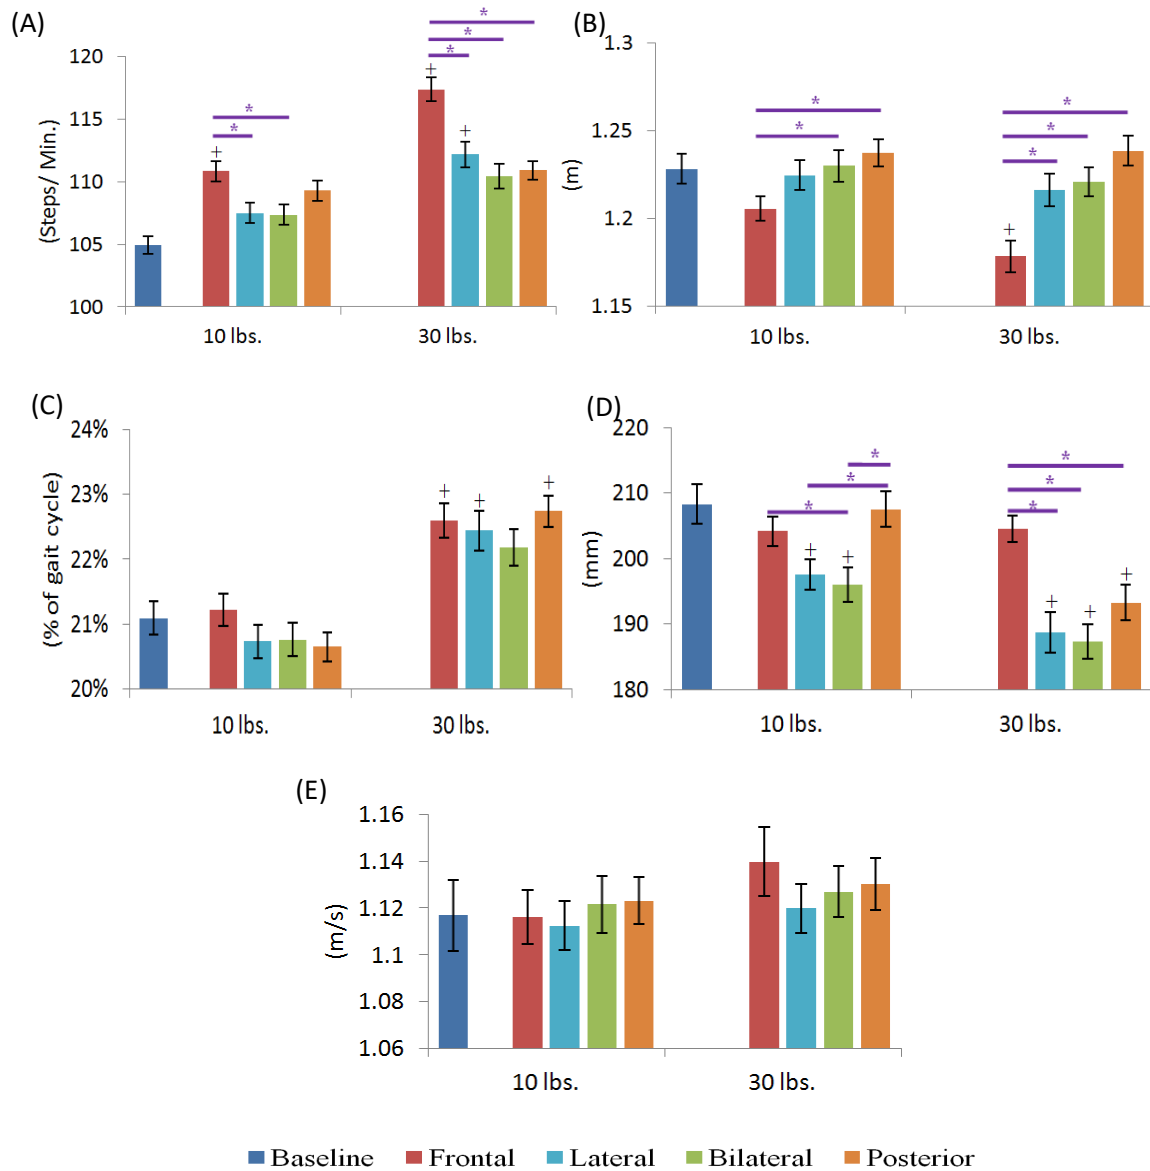 (A)
(Steps/ Min.)
120
115
110
105
100
* *
+
* * *
+ +
10 lbs. 30 lbs.
(B)
(m)
1.3
1.25
1.2
1.15
* *
* * *
+
10 lbs. 30 lbs.
(C)
(% of gait cycle)
24%
23%
22%
21%
20%
+ + +
10 lbs. 30 lbs.
(D)
(mm)
220
210
200
190
180
* * *
+ +
* * *
+ + +
10 lbs. 30 lbs.
(E)
(m/s)
1.16
1.14
1.12
1.1
1.08
1.06
10 lbs. 30 lbs.
Baseline Frontal Lateral Bilateral Posterior